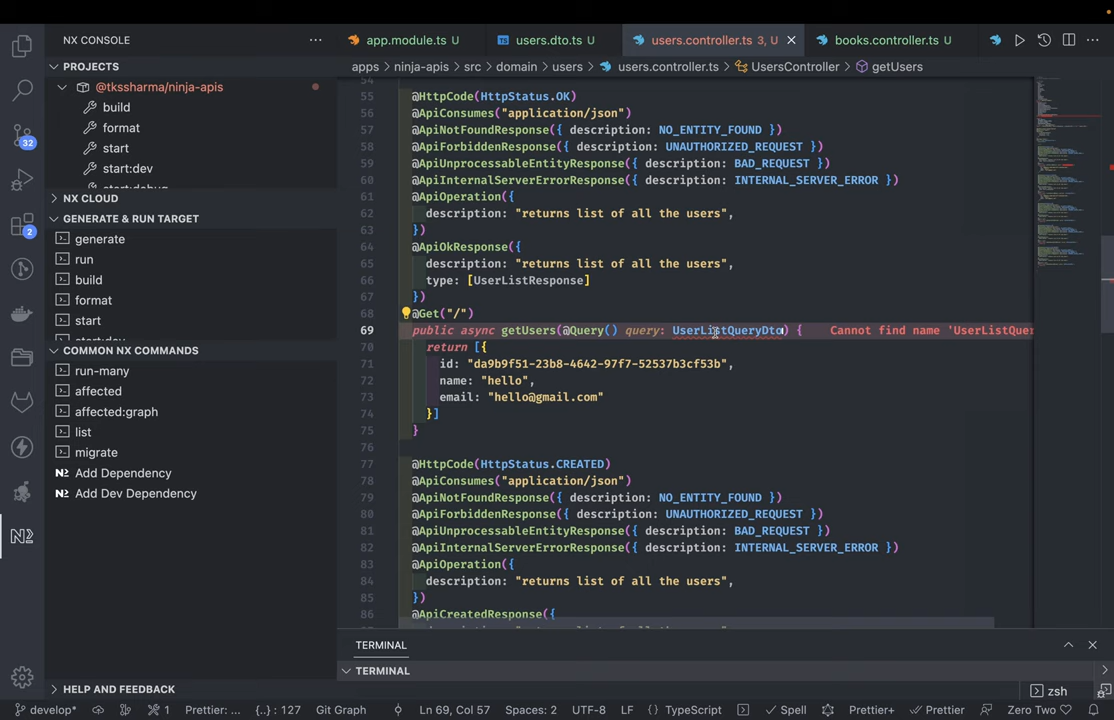 NX CONSOLE
PROJECTS
@tkssharma/ninja-apis
build
format
start
start:dev
start:debug
NX CLOUD
GENERATE & RUN TARGET
generate
run
build
format
start
COMMON NX COMMANDS
run-many
affected
affected:graph
list
migrate
Add Dependency
Add Dev Dependency
HELP AND FEEDBACK
32
2
app.module.ts U
TS users.dto.ts U
users.controller.ts 3, U
books.controller.ts U
apps > ninja-apis > src > domain > users > users.controller.ts > UsersController > getUsers
54
55 @HttpCode(HttpStatus.OK)
56 @ApiConsumes("application/json")
57 @ApiNotFoundResponse({ description: NO_ENTITY_FOUND })
58 @ApiForbiddenResponse({ description: UNAUTHORIZED_REQUEST })
59 @ApiUnprocessableEntityResponse({ description: BAD_REQUEST })
60 @ApiInternalServerErrorResponse({ description: INTERNAL_SERVER_ERROR })
61 @ApiOperation({
62 description: "returns list of all the users",
63 })
64 @ApiOkResponse({
65 description: "returns list of all the users",
66 type: [UserListResponse]
67 })
68 @Get("/")
69 public async getUsers(@Query() query: UserListQueryDto) { Cannot find name 'UserListQuer
70 return [{
71 id: "da9b9f51-23b8-4642-97f7-52537b3cf53b",
72 name: "hello",
73 email: "hello@gmail.com"
74 }]
75 }
76
77 @HttpCode(HttpStatus.CREATED)
78 @ApiConsumes("application/json")
79 @ApiNotFoundResponse({ description: NO_ENTITY_FOUND })
80 @ApiForbiddenResponse({ description: UNAUTHORIZED_REQUEST })
81 @ApiUnprocessableEntityResponse({ description: BAD_REQUEST })
82 @ApiInternalServerErrorResponse({ description: INTERNAL_SERVER_ERROR })
83 @ApiOperation({
84 description: "returns list of all the users",
85 })
86 @ApiCreatedResponse({
TERMINAL
TERMINAL
zsh
develop* 1 Prettier: ... {..} : 127 Git Graph Ln 69, Col 57 Spaces: 2 UTF-8 LF {} TypeScript Spell Prettier+ Prettier Zero Two